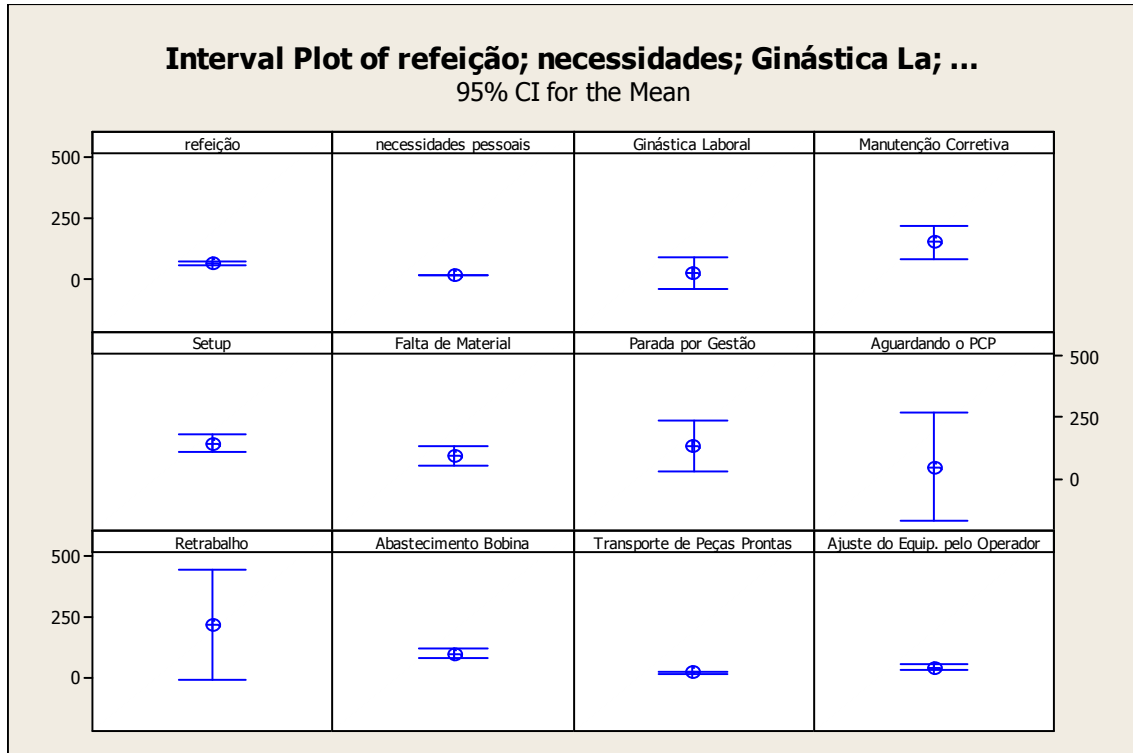 Interval Plot of refeição; necessidades; Ginástica La; ...
95% CI for the Mean
refeição
necessidades pessoais
Ginástica Laboral
Manutenção Corretiva
500
250
0
Setup
Falta de Material
Parada por Gestão
Aguardando o PCP
500
250
0
Retrabalho
Abastecimento Bobina
Transporte de Peças Prontas
Ajuste do Equip. pelo Operador
500
250
0